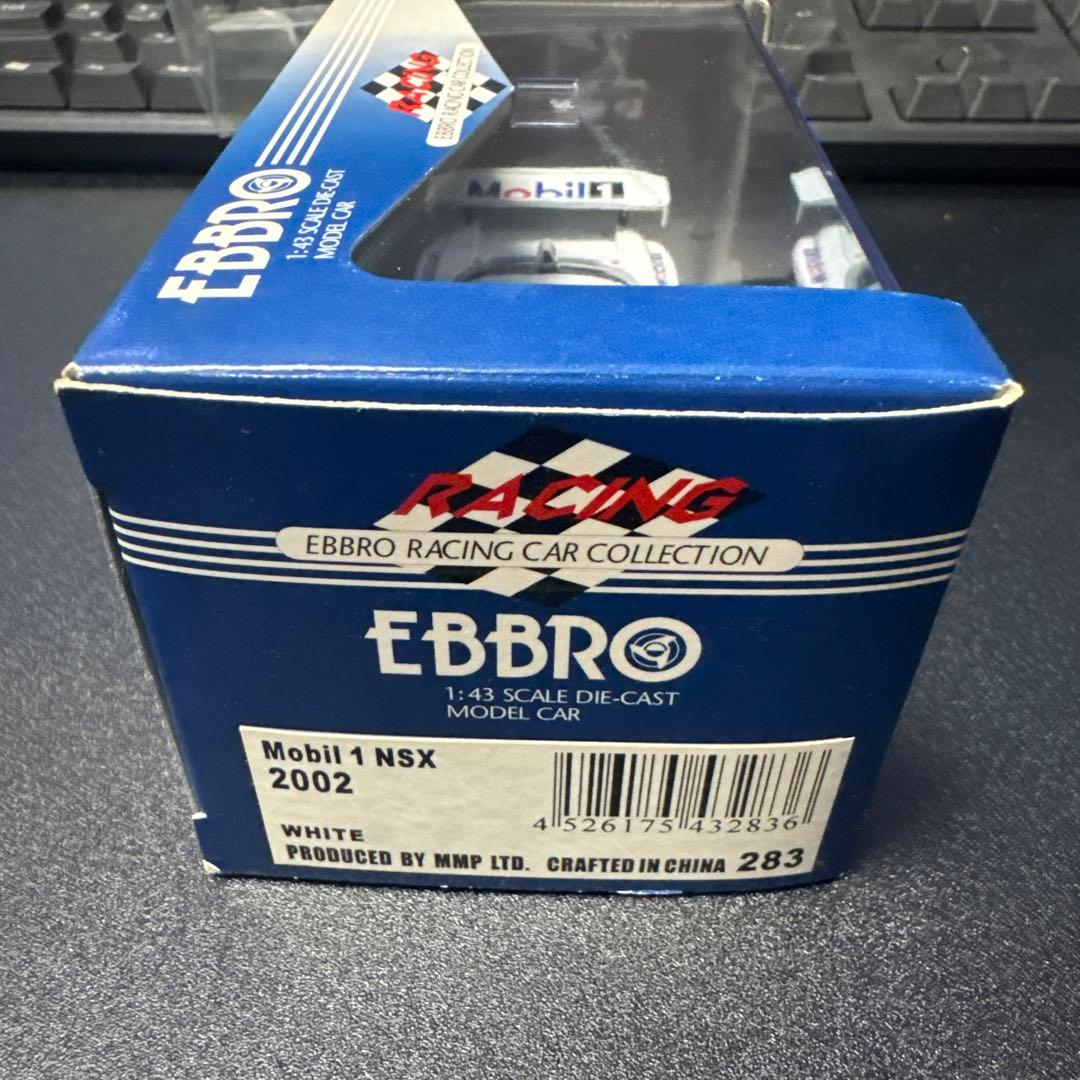 RACING
EBBRO RACING CAR COLLECTION
EBBRO
1:43 SCALE DIE-CAST
MODEL CAR
Mobil 1
RACING
EBBRO RACING CAR COLLECTION
EBBRO
1:43 SCALE DIE-CAST
MODEL CAR
Mobil 1 NSX
2002
WHITE
4 526175 432836
PRODUCED BY MMP LTD. CRAFTED IN CHINA 283